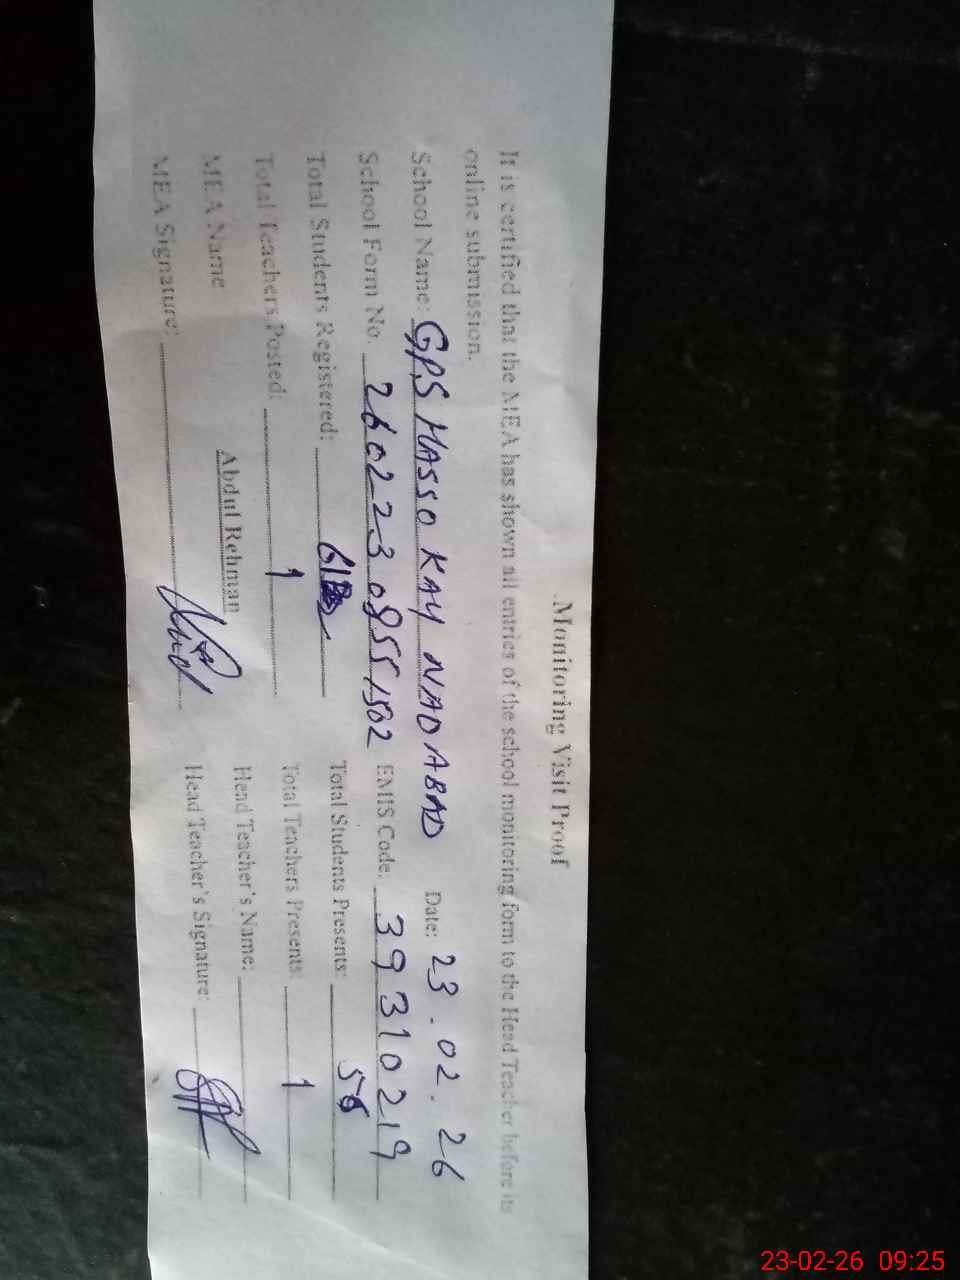 Monitoring Visit Proof
It is certified that the MEA has shown all entries of the school monitoring form to the Head Teacher before its
online submission.
School Name: GPS HASSO KAY NADABAD Date: 23.02.26
School Form No. 26022308551502 EMIS Code: 39310219
Total Students Registered: 61 Total Students Presents: 56
Total Teachers Posted: 1 Total Teachers Presents: 1
MEA Name Abdul Rehman Head Teacher's Name:
MEA Signature: Head Teacher's Signature:
23-02-26 09:25